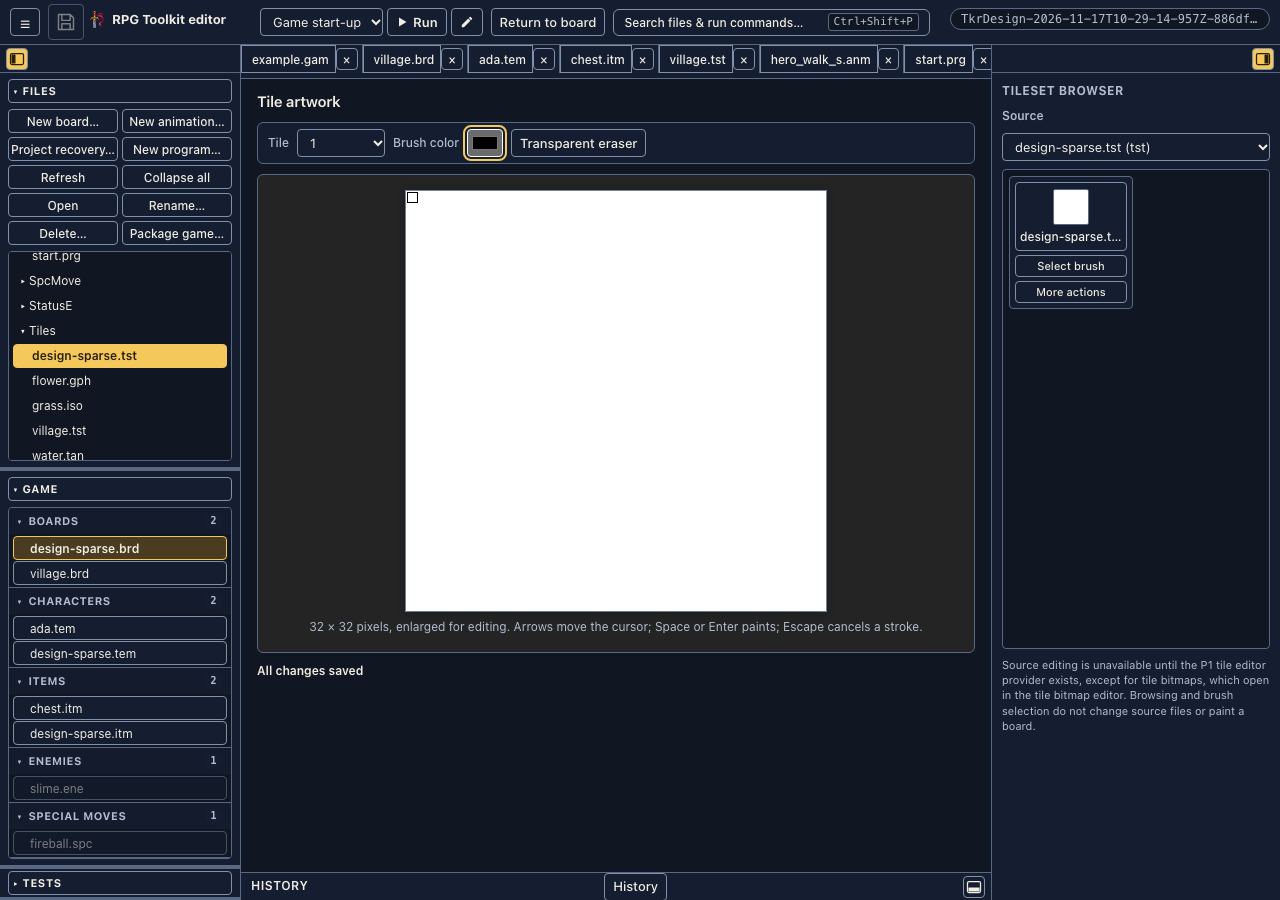 RPG Toolkit editor
Game start-up
Run
Return to board
Search files & run commands... Ctrl+Shift+P
TkrDesign-2026-11-17T10-29-14-957Z-886df…
example.gam ×
village.brd ×
ada.tem ×
chest.itm ×
village.tst ×
hero_walk_s.anm ×
start.prg ×
FILES
New board... New animation...
Project recovery... New program...
Refresh Collapse all
Open Rename...
Delete... Package game...
start.prg
SpcMove
StatusE
Tiles
design-sparse.tst
flower.gph
grass.iso
village.tst
water.tan
GAME
BOARDS 2
design-sparse.brd
village.brd
CHARACTERS 2
ada.tem
design-sparse.tem
ITEMS 2
chest.itm
design-sparse.itm
ENEMIES 1
slime.ene
SPECIAL MOVES 1
fireball.spc
TESTS
Tile artwork
Tile 1 Brush color Transparent eraser
32 × 32 pixels, enlarged for editing. Arrows move the cursor; Space or Enter paints; Escape cancels a stroke.
All changes saved
HISTORY
History
TILESET BROWSER
Source
design-sparse.tst (tst)
design-sparse.t...
Select brush
More actions
Source editing is unavailable until the P1 tile editor
provider exists, except for tile bitmaps, which open
in the tile bitmap editor. Browsing and brush
selection do not change source files or paint a
board.